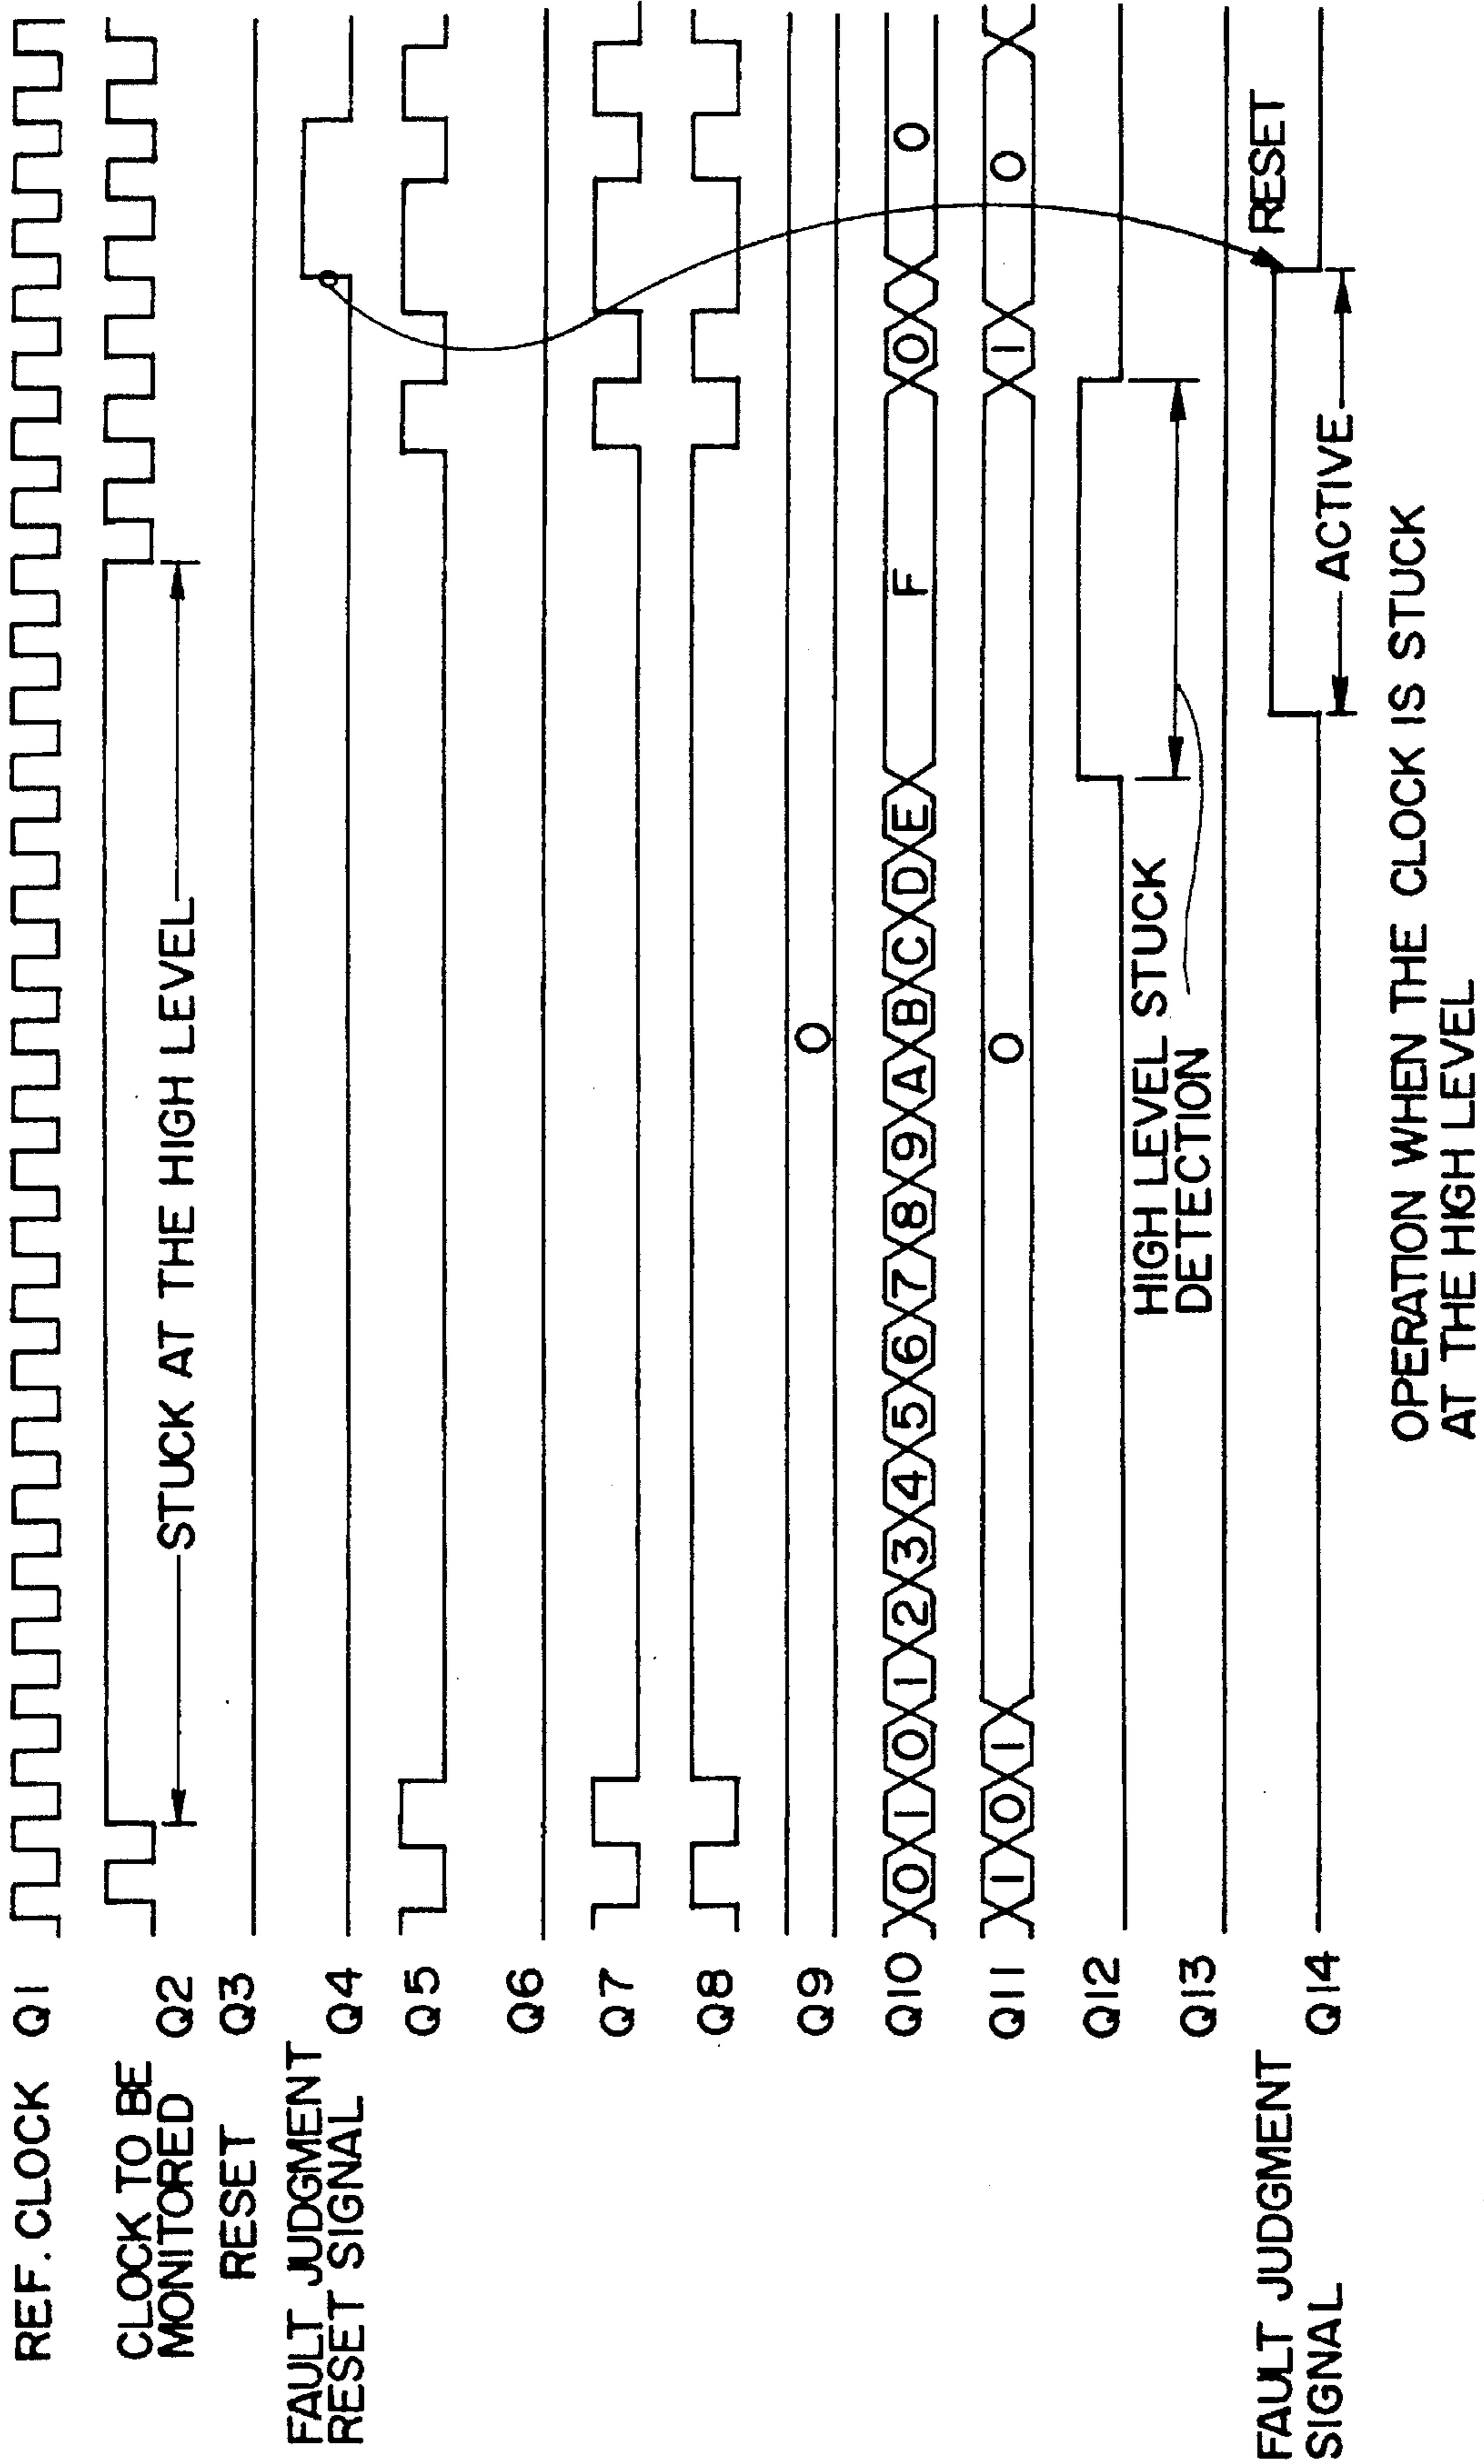 REF. CLOCK Q1
CLOCK TO BE
MONITORED Q2
STUCK AT THE HIGH LEVEL
RESET Q3
FAULT JUDGMENT
RESET SIGNAL Q4
Q5
Q6
Q7
Q8
Q9 0
Q10 0 1 0 1 2 3 4 5 6 7 8 9 A B C D E F 0 0
Q11 1 0 1 0 1 0
Q12
HIGH LEVEL STUCK
DETECTION
Q13
RESET
FAULT JUDGMENT
SIGNAL Q14
ACTIVE
OPERATION WHEN THE CLOCK IS STUCK
AT THE HIGH LEVEL